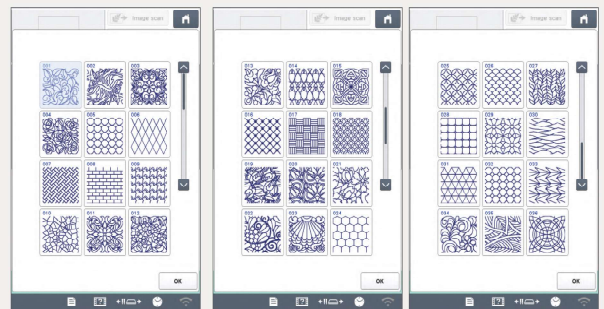 Image scan
001 002 003
004 005 006
007 008 009
010 011 012
OK
Image scan
013 014 015
016 017 018
019 020 021
022 023 024
OK
Image scan
025 026 027
028 029 030
031 032 033
034 035 036
OK